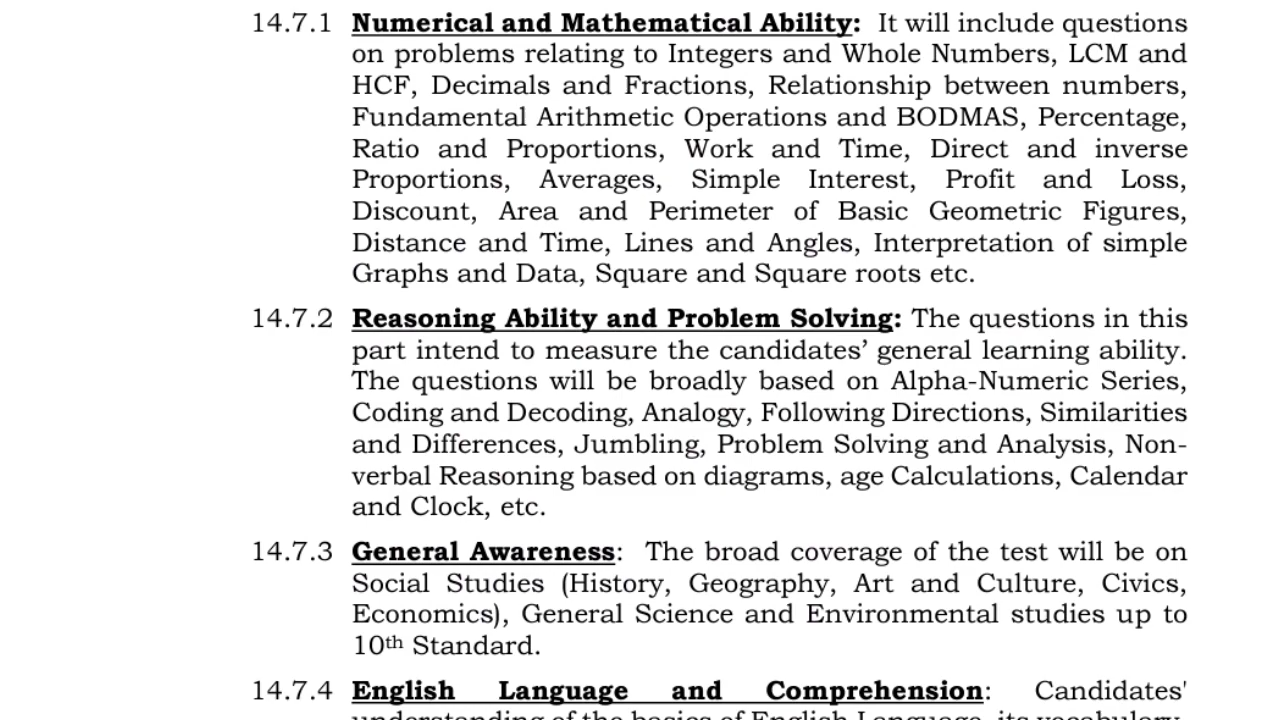 14.7.1 Numerical and Mathematical Ability: It will include questions
on problems relating to Integers and Whole Numbers, LCM and
HCF, Decimals and Fractions, Relationship between numbers,
Fundamental Arithmetic Operations and BODMAS, Percentage,
Ratio and Proportions, Work and Time, Direct and inverse
Proportions, Averages, Simple Interest, Profit and Loss,
Discount, Area and Perimeter of Basic Geometric Figures,
Distance and Time, Lines and Angles, Interpretation of simple
Graphs and Data, Square and Square roots etc.
14.7.2 Reasoning Ability and Problem Solving: The questions in this
part intend to measure the candidates’ general learning ability.
The questions will be broadly based on Alpha-Numeric Series,
Coding and Decoding, Analogy, Following Directions, Similarities
and Differences, Jumbling, Problem Solving and Analysis, Non-
verbal Reasoning based on diagrams, age Calculations, Calendar
and Clock, etc.
14.7.3 General Awareness: The broad coverage of the test will be on
Social Studies (History, Geography, Art and Culture, Civics,
Economics), General Science and Environmental studies up to
10th Standard.
14.7.4 English Language and Comprehension: Candidates'
understanding of the basics of English Language, its vocabulary,